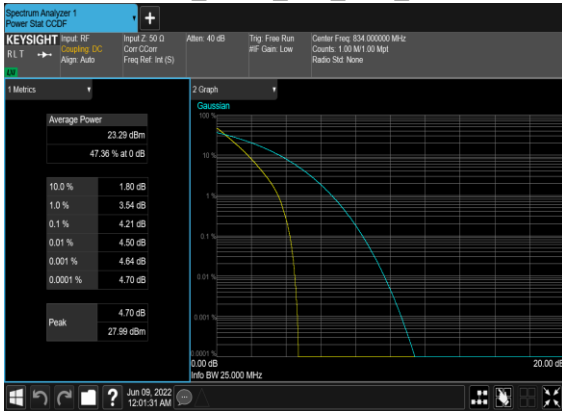 Spectrum Analyzer 1
Power Stat CCDF
KEYSIGHT
R L T
LXI
Input: RF
Coupling: DC
Align: Auto
Input Z: 50 Ω
Corr CCorr
Freq Ref: Int (S)
Atten: 40 dB
Trig: Free Run
#IF Gain: Low
Center Freq: 834.000000 MHz
Counts: 1.00 M/1.00 Mpt
Radio Std: None
1 Metrics
Average Power
23.29 dBm
47.36 % at 0 dB
10.0 % 1.80 dB
1.0 % 3.54 dB
0.1 % 4.21 dB
0.01 % 4.50 dB
0.001 % 4.64 dB
0.0001 % 4.70 dB
Peak
4.70 dB
27.99 dBm
2 Graph
Gaussian
100 %
10 %
1 %
0.1 %
0.01 %
0.001 %
0.0001 %
0.00 dB
20.00 dB
Info BW 25.000 MHz
?
Jun 09, 2022
12:01:31 AM